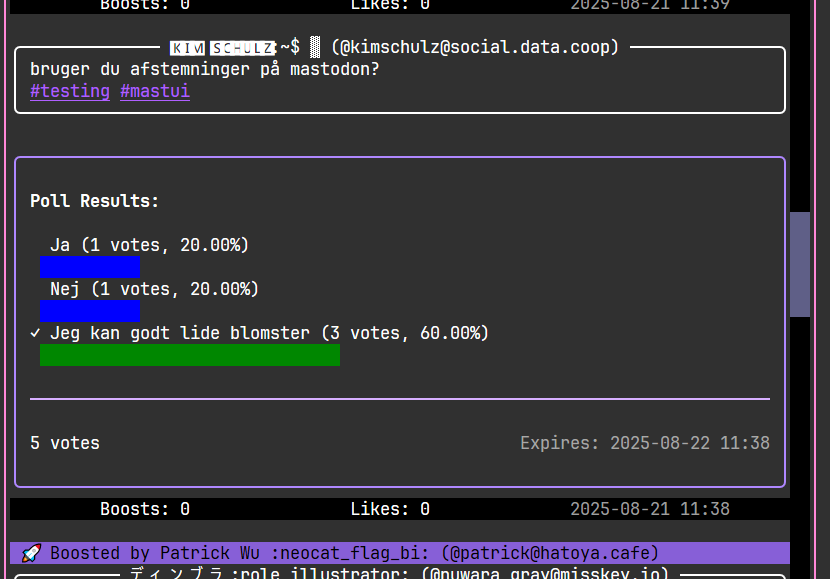 Boosts: 0 Likes: 0 2025-08-21 11:39
KIM SCHULZ:~$ ▒ (@kimschulz@social.data.coop)
bruger du afstemninger på mastodon?
#testing #mastui
Poll Results:
Ja (1 votes, 20.00%)
Nej (1 votes, 20.00%)
✓ Jeg kan godt lide blomster (3 votes, 60.00%)
5 votes Expires: 2025-08-22 11:38
Boosts: 0 Likes: 0 2025-08-21 11:38
🚀 Boosted by Patrick Wu :neocat_flag_bi: (@patrick@hatoya.cafe)
ディンブラ:role_illustrator: (@nuwara_gray@misskey.io)